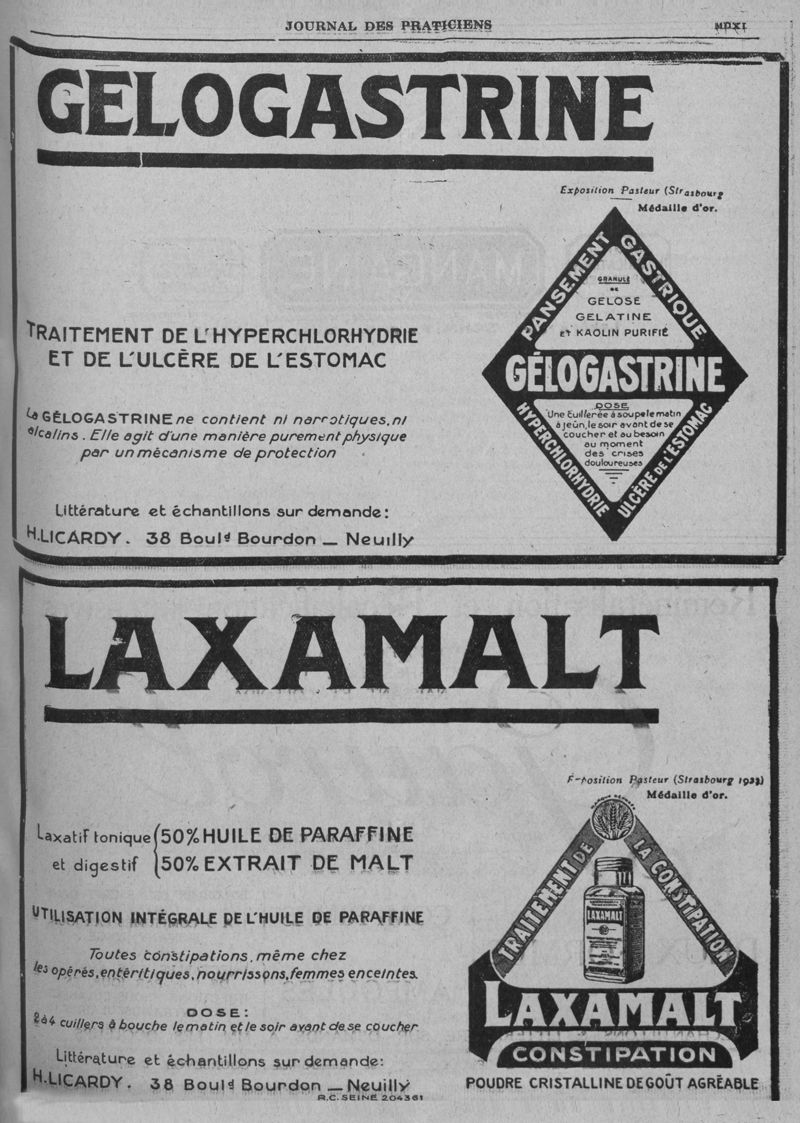 JOURNAL DES PRATICIENS
MDXI
GÉLOGASTRINE
Exposition Pasteur (Strasbourg
Médaille d'or.
PANSEMENT GASTRIQUE
GRANULÉ
DE
GELOSE
GELATINE
ET KAOLIN PURIFIÉ
TRAITEMENT DE L'HYPERCHLORHYDRIE
ET DE L'ULCÈRE DE L'ESTOMAC
GÉLOGASTRINE
DOSE
Une Cuillerée à soupe le matin
à jeûn, le soir avant de se
coucher et au besoin
au moment
des crises
douloureuses
HYPERCHLORHYDRIE
ULCÈRE DE L'ESTOMAC
La GÉLOGASTRINE ne contient ni narcotiques, ni
alcalins. Elle agit d'une manière purement physique
par un mécanisme de protection
Littérature et échantillons sur demande:
H. LICARDY. 38 Boulᵈ Bourdon _ Neuilly
LAXAMALT
Exposition Pasteur (Strasbourg 1923)
Médaille d'or.
Laxatif tonique
et digestif
50% HUILE DE PARAFFINE
50% EXTRAIT DE MALT
UTILISATION INTÉGRALE DE L'HUILE DE PARAFFINE
Toutes constipations, même chez
les opérés, entéritiques, nourrissons, femmes enceintes.
DOSE:
2 à 4 cuillers à bouche le matin et le soir avant de se coucher
Littérature et échantillons sur demande:
H. LICARDY. 38 Boulᵈ Bourdon _ Neuilly
R.C. SEINE 204361
TRAITEMENT DE
LA CONSTIPATION
LAXAMALT
LAXAMALT
CONSTIPATION
POUDRE CRISTALLINE DE GOÛT AGRÉABLE